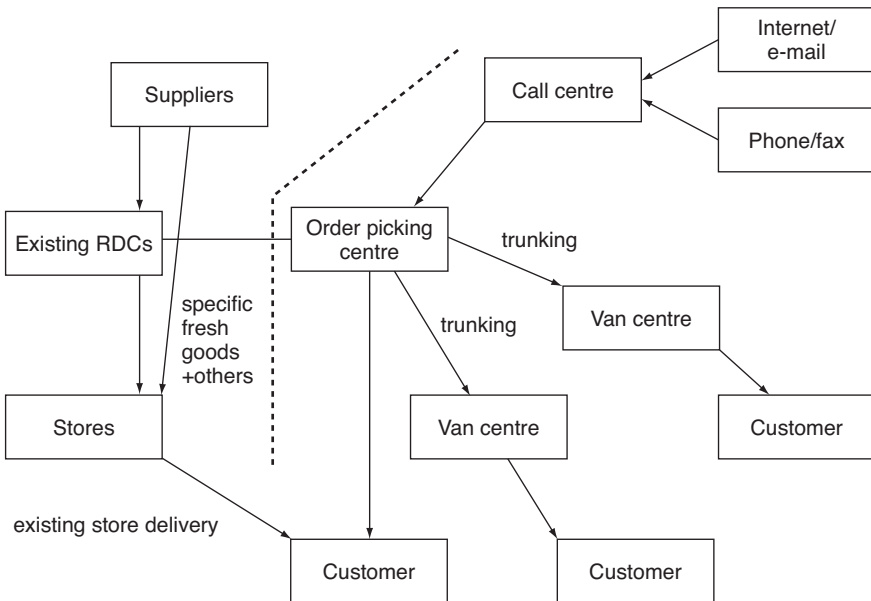 Internet/
e-mail
Suppliers
Call centre
Phone/fax
Existing RDCs
Order picking
centre
trunking
specific
fresh
goods
+others
trunking
Van centre
Stores
Van centre
Customer
existing store delivery
Customer
Customer